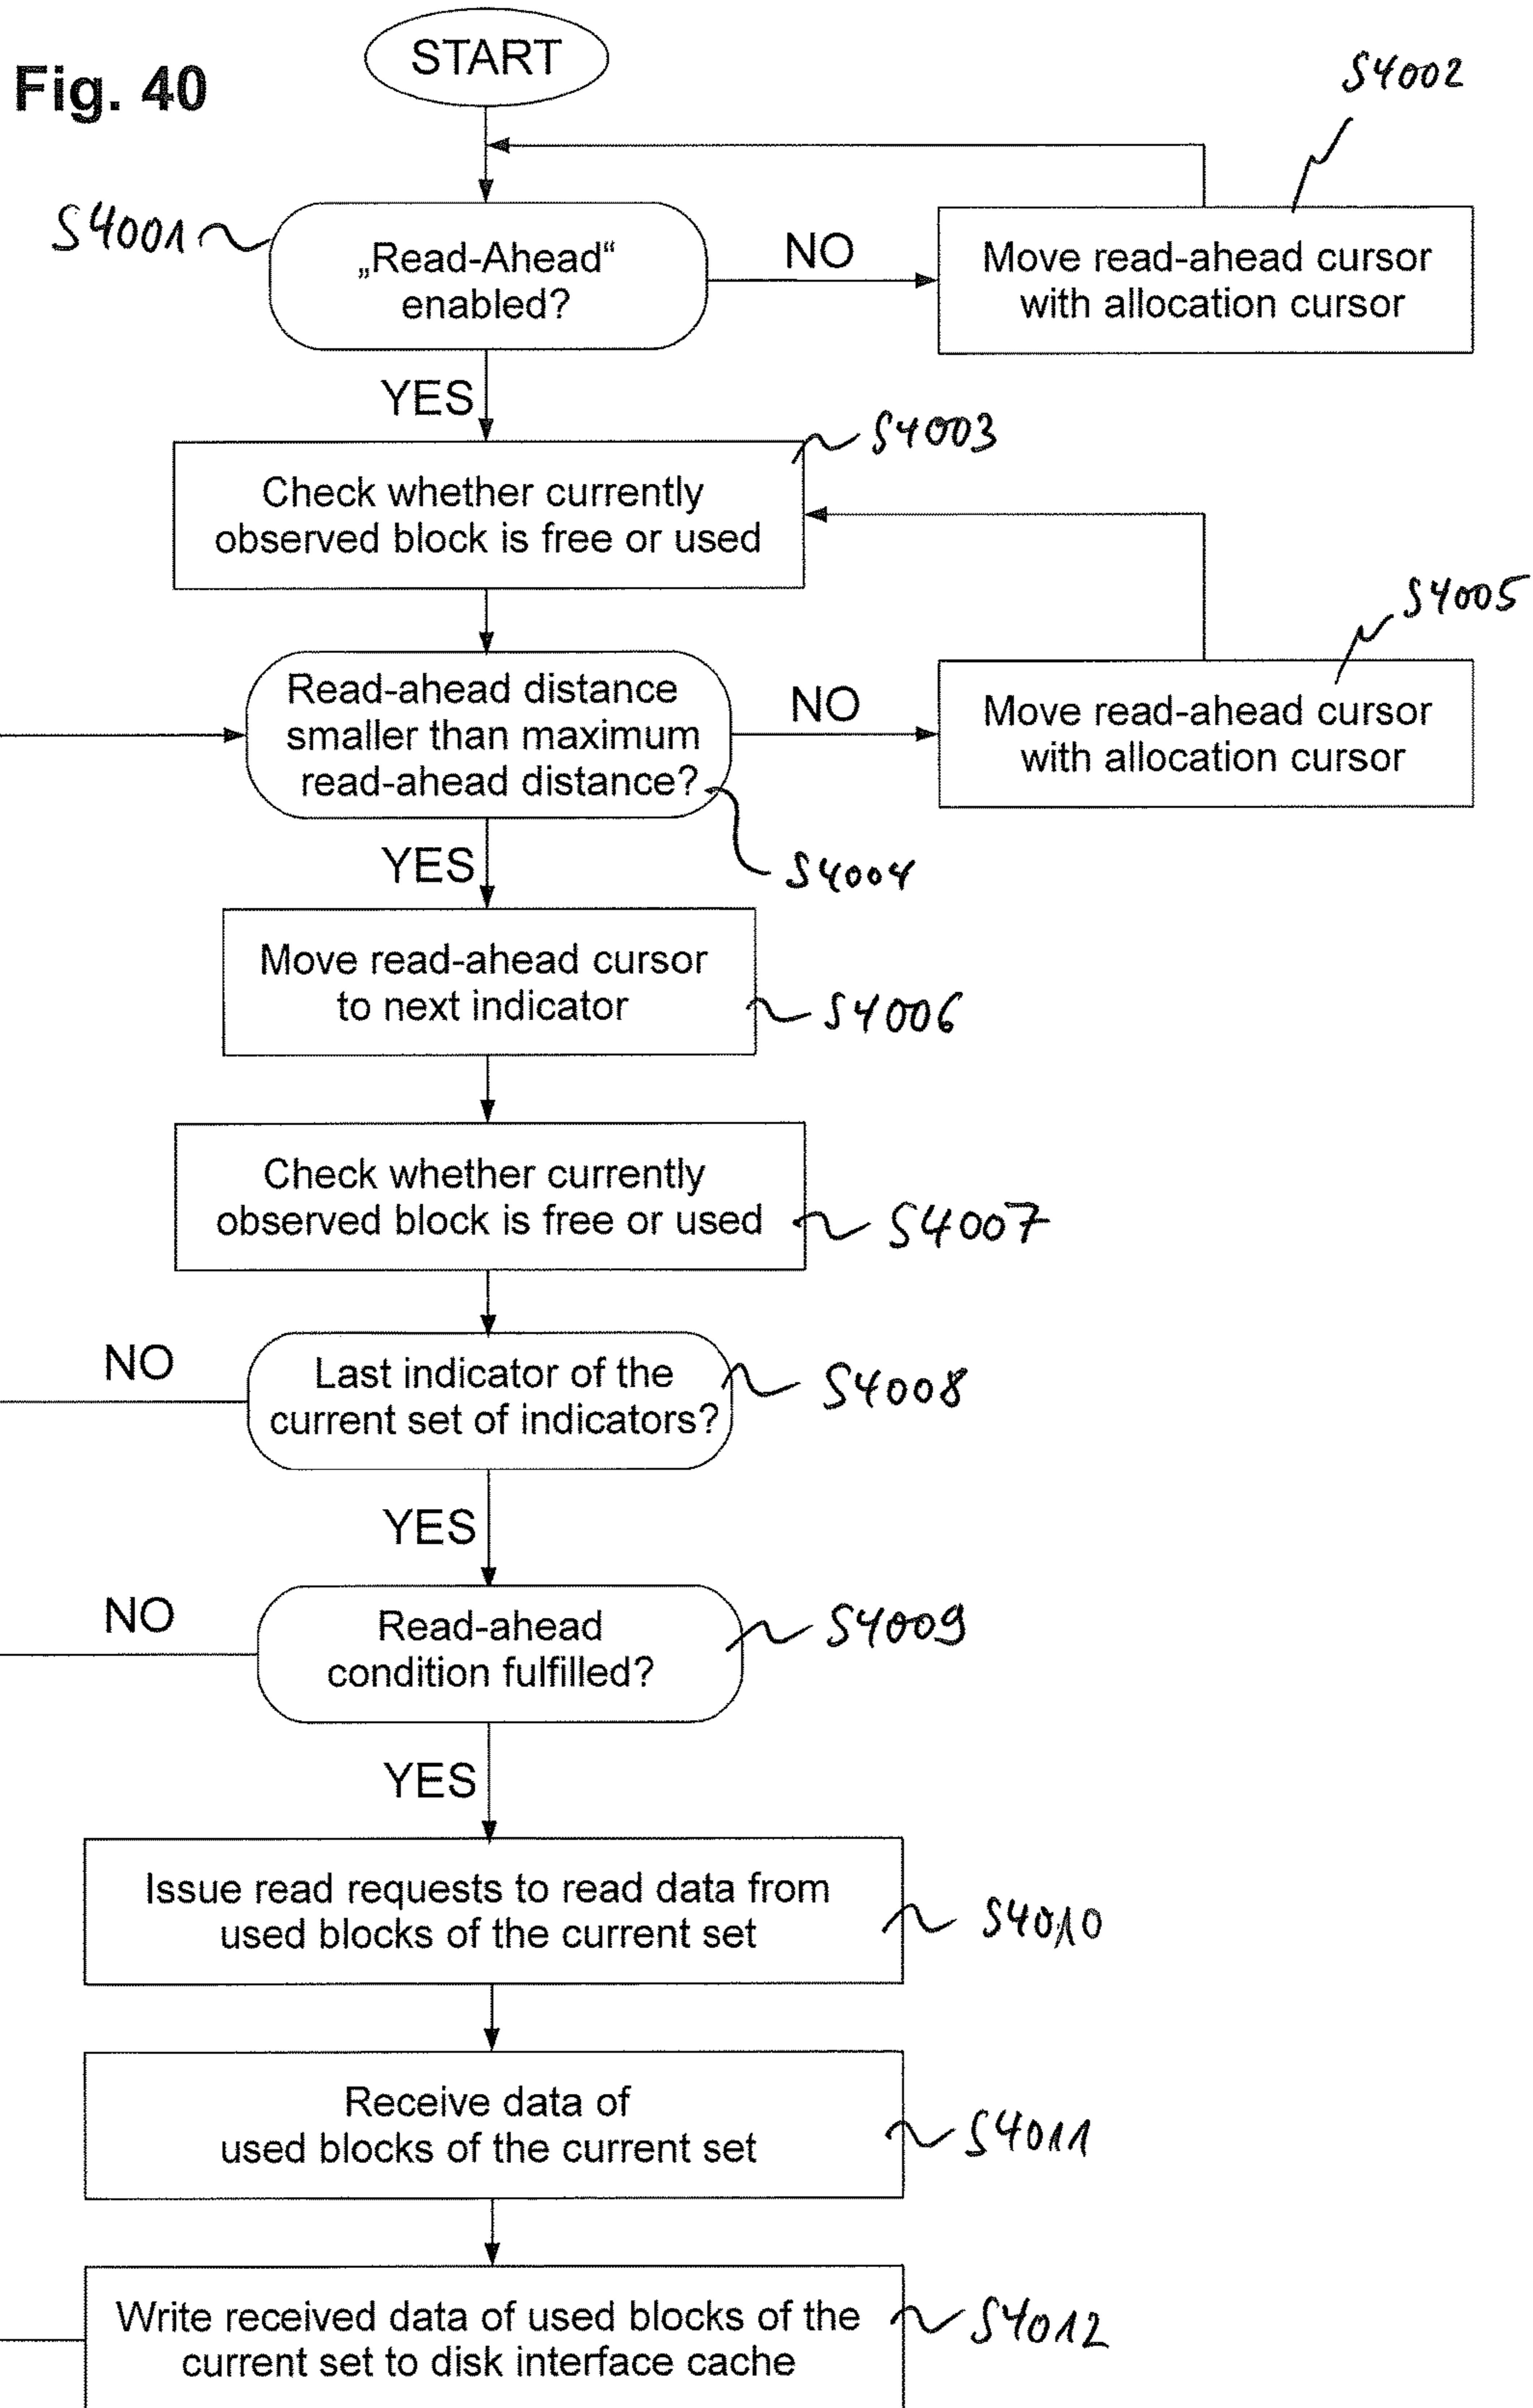 START
Fig. 40
S4002
S4001
„Read-Ahead“
enabled?
NO
Move read-ahead cursor
with allocation cursor
YES
S4003
Check whether currently
observed block is free or used
S4005
Read-ahead distance
smaller than maximum
read-ahead distance?
NO
Move read-ahead cursor
with allocation cursor
YES
S4004
Move read-ahead cursor
to next indicator
S4006
Check whether currently
observed block is free or used
S4007
NO
Last indicator of the
current set of indicators?
S4008
YES
NO
Read-ahead
condition fulfilled?
S4009
YES
Issue read requests to read data from
used blocks of the current set
S4010
Receive data of
used blocks of the current set
S4011
Write received data of used blocks of the
current set to disk interface cache
S4012